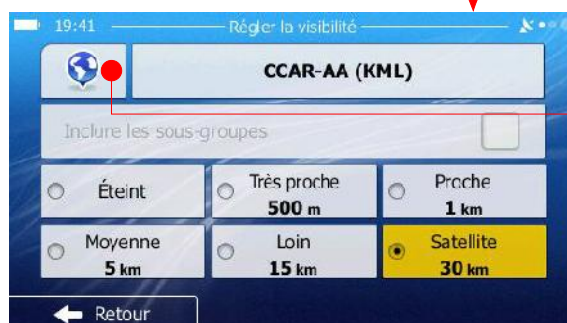 19:41
Régler la visibilité
CCAR-AA (KML)
Inclure les sous-groupes
Éteint
Très proche
500 m
Proche
1 km
Moyenne
5 km
Loin
15 km
Satellite
30 km
Retour